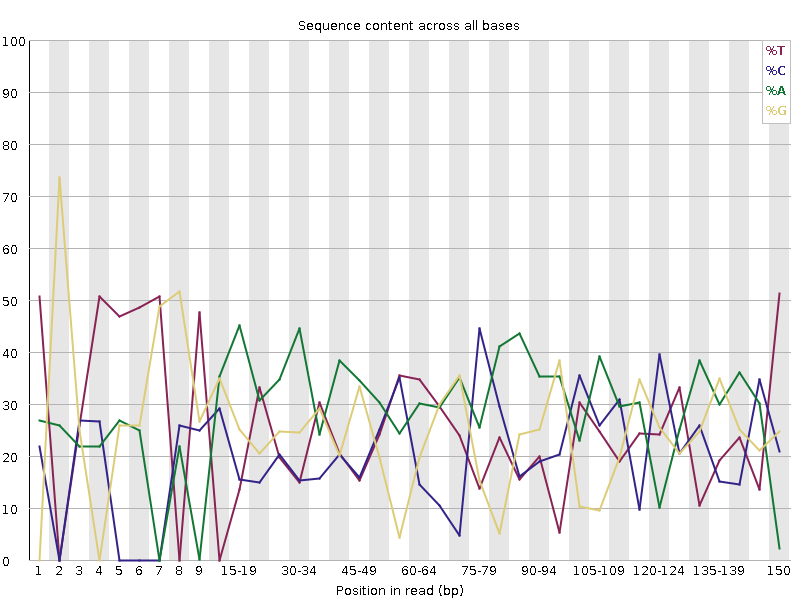 Sequence content across all bases
%T
%C
%A
%G
100
90
80
70
60
50
40
30
20
10
0
1 2 3 4 5 6 7 8 9 15-19 30-34 45-49 60-64 75-79 90-94 105-109 120-124 135-139 150
Position in read (bp)